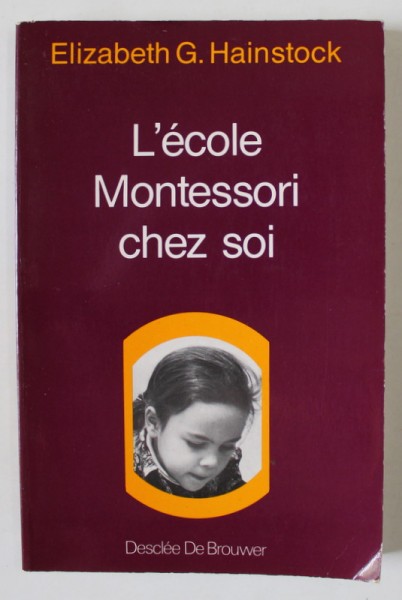 Elizabeth G. Hainstock
L'école
Montessori
chez soi
Desclée De Brouwer